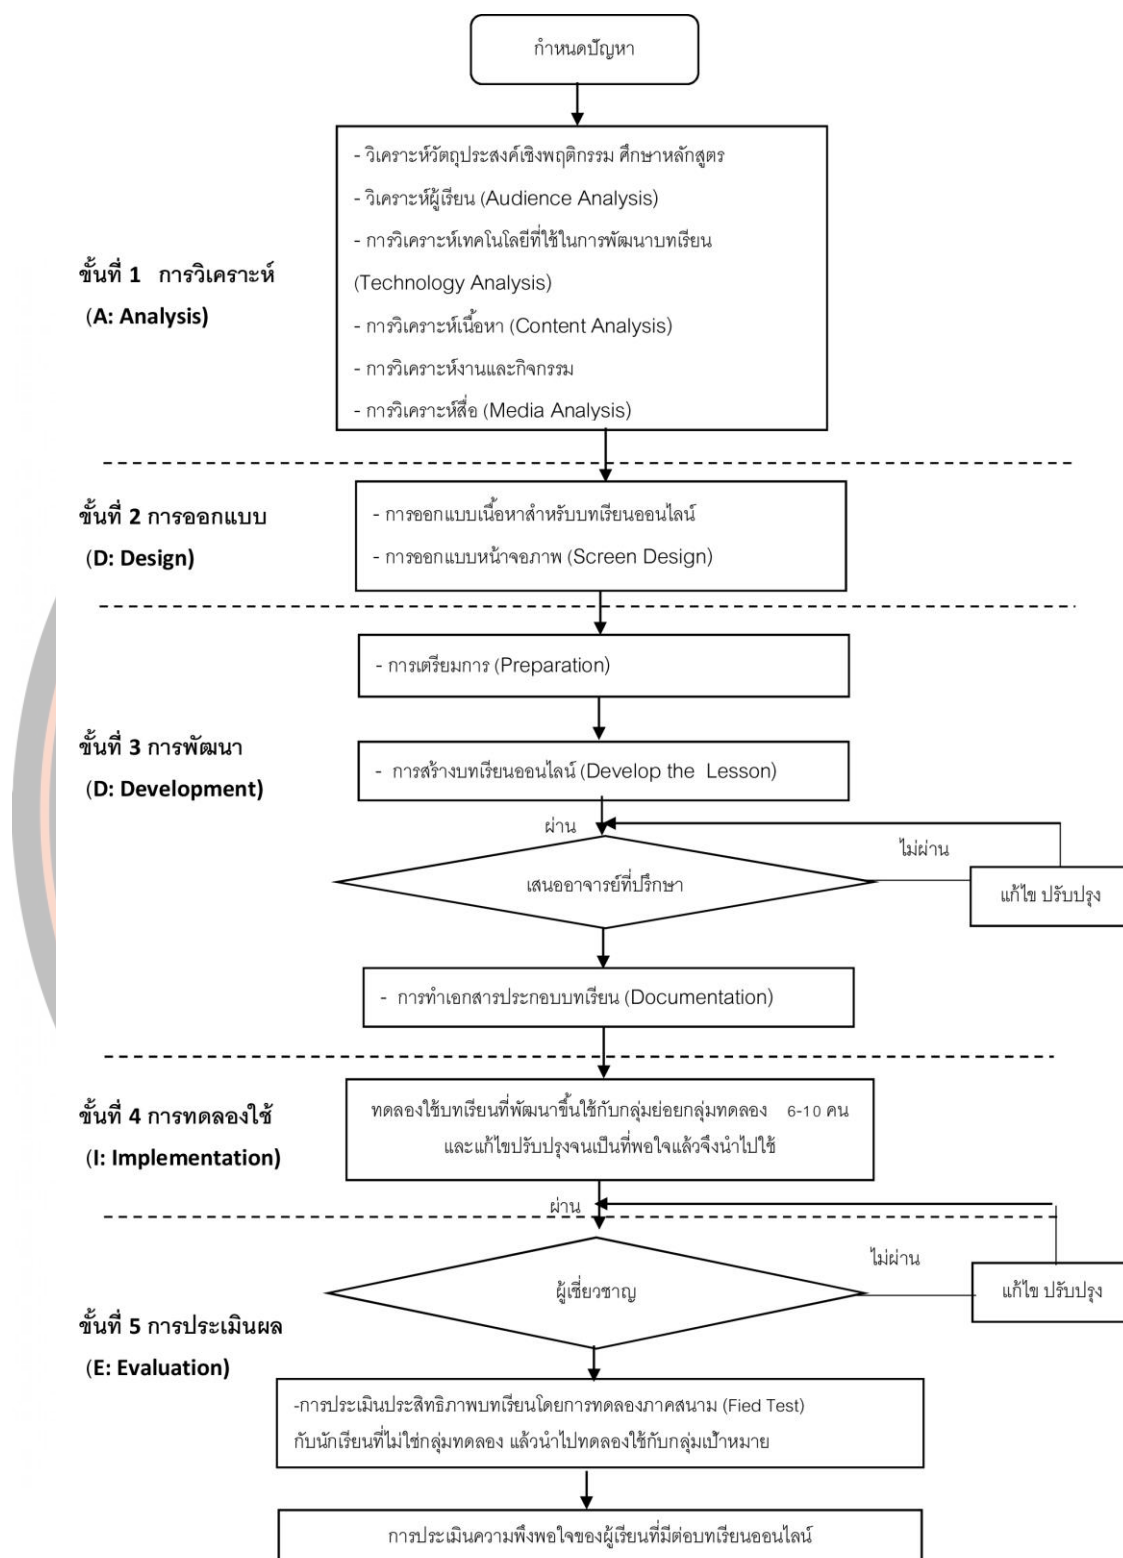 กำหนดปัญหา
- วิเคราะห์วัตถุประสงค์เชิงพฤติกรรม ศึกษาหลักสูตร
- วิเคราะห์ผู้เรียน (Audience Analysis)
- การวิเคราะห์เทคโนโลยีที่ใช้ในการพัฒนาบทเรียน
(Technology Analysis)
- การวิเคราะห์เนื้อหา (Content Analysis)
- การวิเคราะห์งานและกิจกรรม
- การวิเคราะห์สื่อ (Media Analysis)
ขั้นที่ 1 การวิเคราะห์
(A: Analysis)
ขั้นที่ 2 การออกแบบ
(D: Design)
- การออกแบบเนื้อหาสำหรับบทเรียนออนไลน์
- การออกแบบหน้าจอภาพ (Screen Design)
- การเตรียมการ (Preparation)
ขั้นที่ 3 การพัฒนา
(D: Development)
- การสร้างบทเรียนออนไลน์ (Develop the Lesson)
ผ่าน
ไม่ผ่าน
เสนออาจารย์ที่ปรึกษา
แก้ไข ปรับปรุง
- การทำเอกสารประกอบบทเรียน (Documentation)
ขั้นที่ 4 การทดลองใช้
(I: Implementation)
ทดลองใช้บทเรียนที่พัฒนาขึ้นใช้กับกลุ่มย่อยกลุ่มทดลอง 6-10 คน
และแก้ไขปรับปรุงจนเป็นที่พอใจแล้วจึงนำไปใช้
ผ่าน
ไม่ผ่าน
ผู้เชี่ยวชาญ
แก้ไข ปรับปรุง
ขั้นที่ 5 การประเมินผล
(E: Evaluation)
-การประเมินประสิทธิภาพบทเรียนโดยการทดลองภาคสนาม (Fied Test)
กับนักเรียนที่ไม่ใช่กลุ่มทดลอง แล้วนำไปทดลองใช้กับกลุ่มเป้าหมาย
การประเมินความพึงพอใจของผู้เรียนที่มีต่อบทเรียนออนไลน์